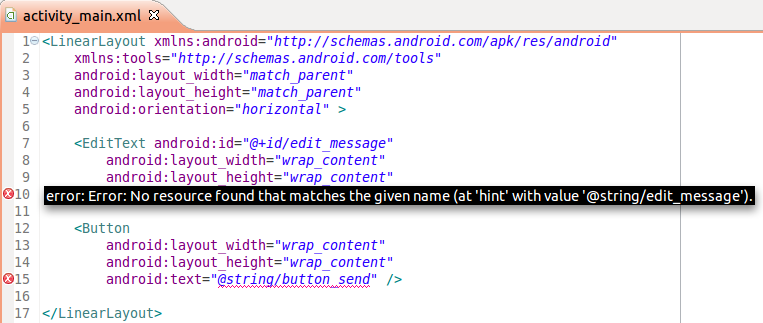 activity_main.xml
1 <LinearLayout xmlns:android="http://schemas.android.com/apk/res/android"
2 xmlns:tools="http://schemas.android.com/tools"
3 android:layout_width="match_parent"
4 android:layout_height="match_parent"
5 android:orientation="horizontal" >
6
7 <EditText android:id="@+id/edit_message"
8 android:layout_width="wrap_content"
9 android:layout_height="wrap_content"
10 error: Error: No resource found that matches the given name (at 'hint' with value '@string/edit_message').
11
12 <Button
13 android:layout_width="wrap_content"
14 android:layout_height="wrap_content"
15 android:text="@string/button_send" />
16
17 </LinearLayout>